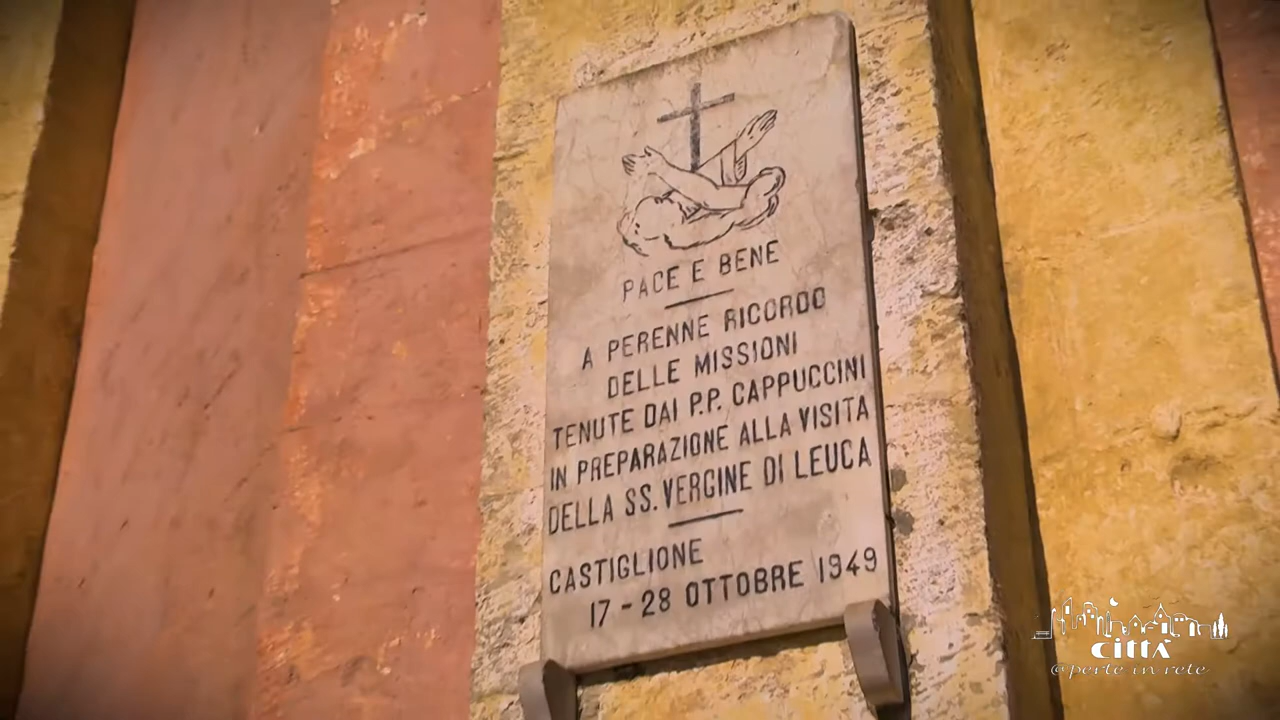 PACE E BENE
A PERENNE RICORDO
DELLE MISSIONI
TENUTE DAI P.P. CAPPUCCINI
IN PREPARAZIONE ALLA VISITA
DELLA SS. VERGINE DI LEUCA
CASTIGLIONE
17 - 28 OTTOBRE 1949
CITTÀ
@perte in rete